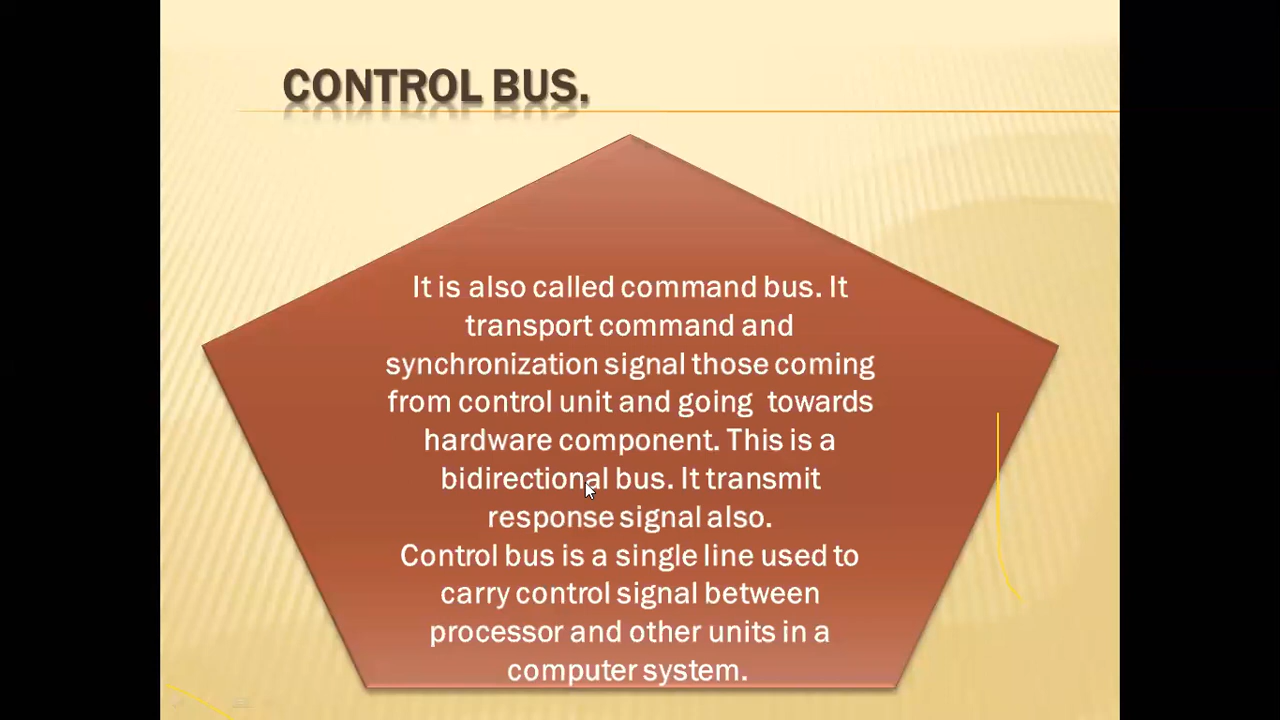 CONTROL BUS.
It is also called command bus. It
transport command and
synchronization signal those coming
from control unit and going  towards
hardware component. This is a
bidirectional bus. It transmit
response signal also.
Control bus is a single line used to
carry control signal between
processor and other units in a
computer system.